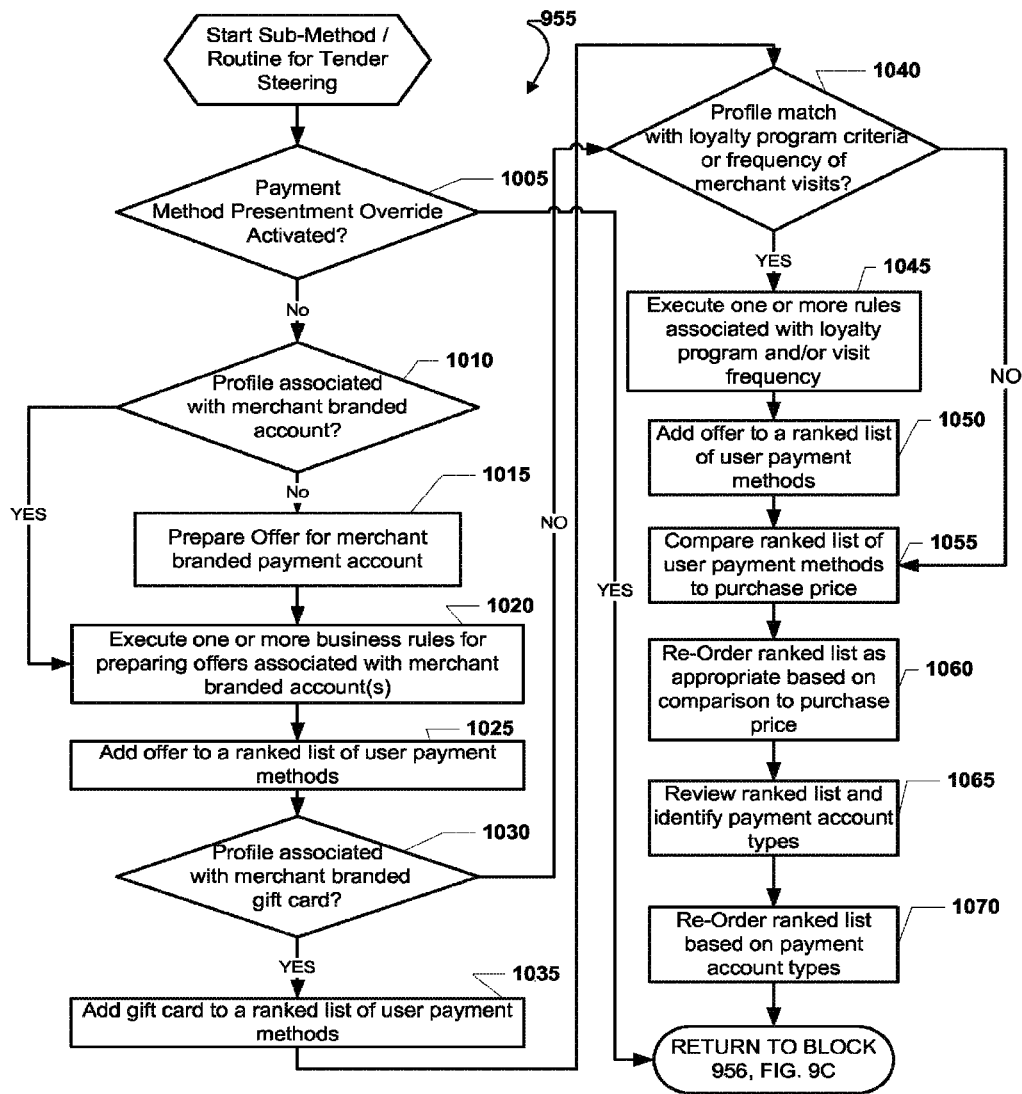 Start Sub-Method /
Routine for Tender
Steering
955
Payment
Method Presentment Override
Activated?
1005
No
Profile associated
with merchant branded
account?
1010
YES
No
1015
Prepare Offer for merchant
branded payment account
1020
Execute one or more business rules for
preparing offers associated with merchant
branded account(s)
1025
Add offer to a ranked list of user payment
methods
1030
Profile associated
with merchant branded
gift card?
NO
YES
1035
Add gift card to a ranked list of user payment
methods
YES
1040
Profile match
with loyalty program criteria
or frequency of
merchant visits?
YES
NO
1045
Execute one or more rules
associated with loyalty
program and/or visit
frequency
1050
Add offer to a ranked list
of user payment
methods
1055
Compare ranked list of
user payment methods
to purchase price
1060
Re-Order ranked list as
appropriate based on
comparison to purchase
price
1065
Review ranked list and
identify payment account
types
1070
Re-Order ranked list
based on payment
account types
RETURN TO BLOCK
956, FIG. 9C